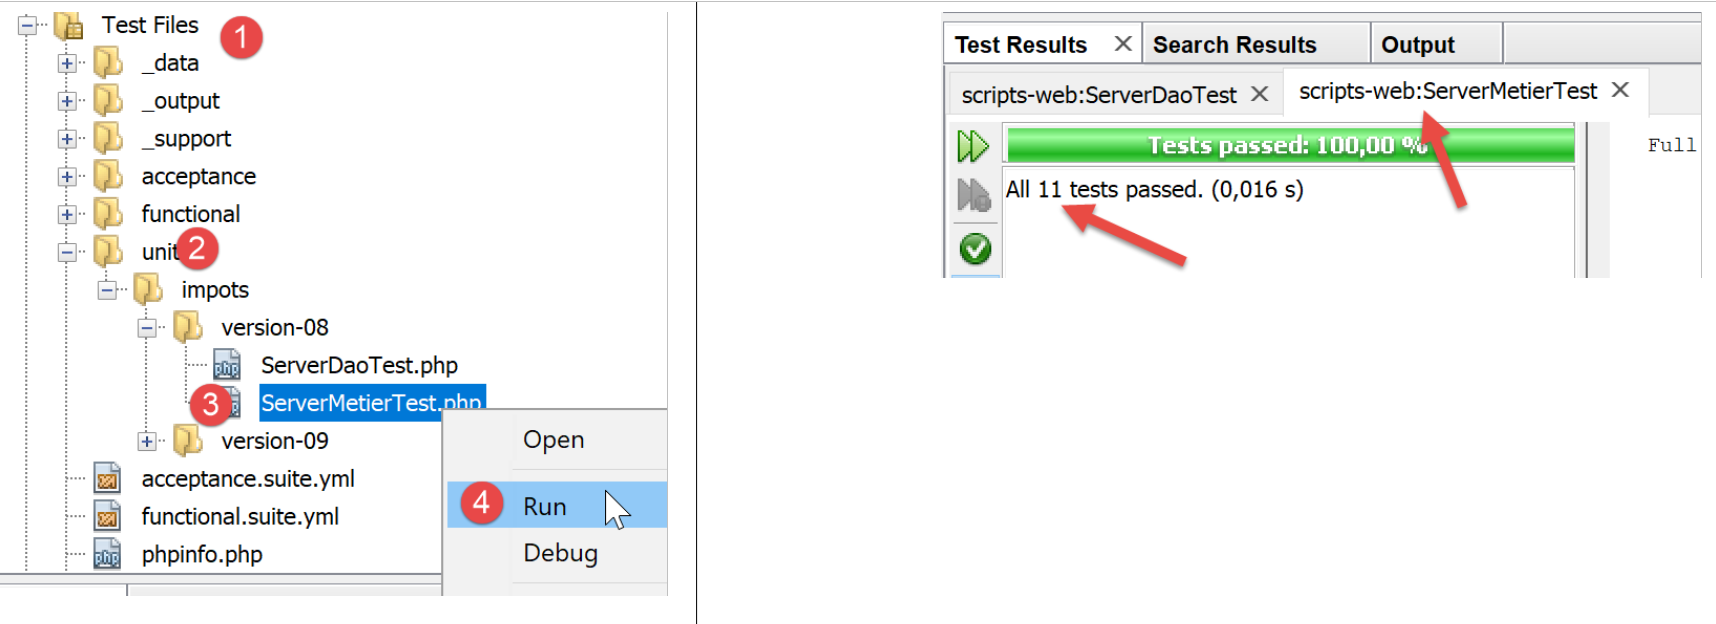 Test Files
1
_data
_output
_support
acceptance
functional
unit
2
impots
version-08
ServerDaoTest.php
3
ServerMetierTest.php
version-09
acceptance.suite.yml
functional.suite.yml
phpinfo.php
Open
4 Run
Debug
Test Results Search Results Output
scripts-web:ServerDaoTest scripts-web:ServerMetierTest
Tests passed: 100,00 %
Full
All 11 tests passed. (0,016 s)